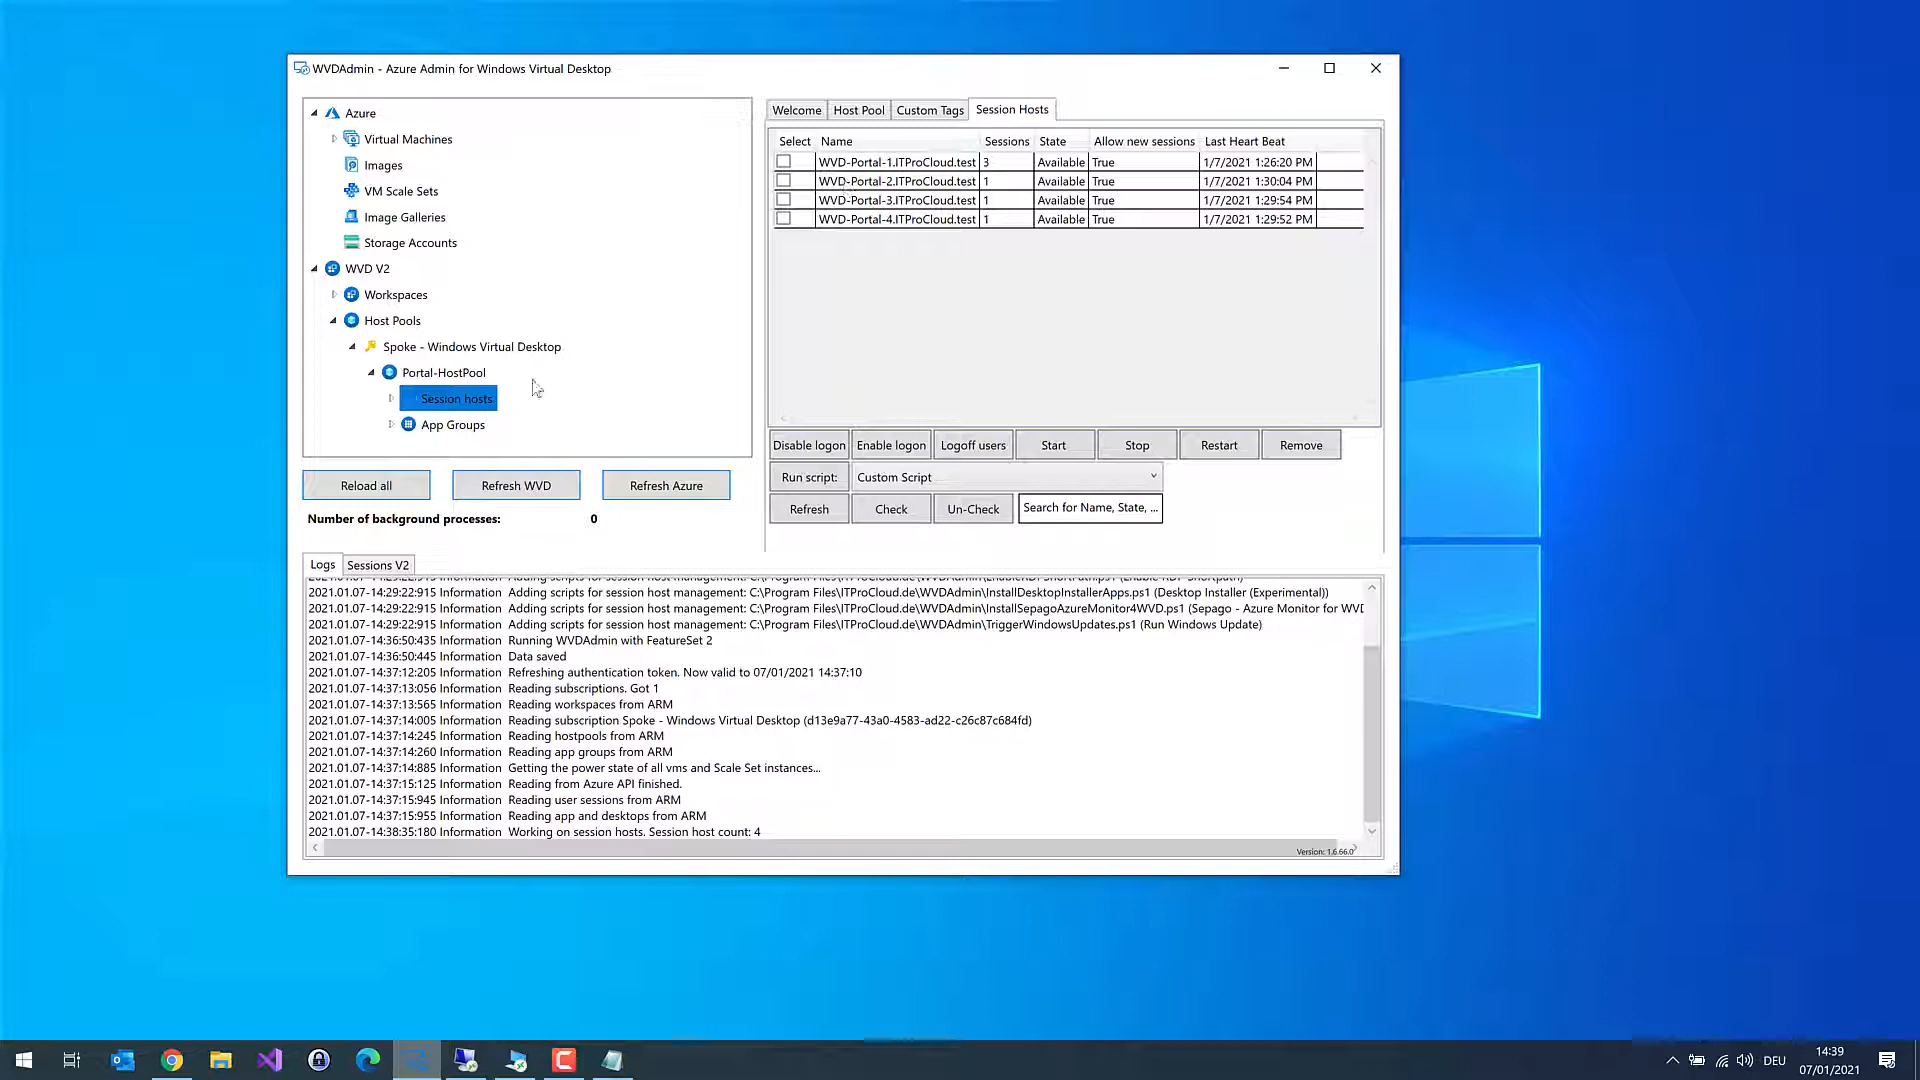 WVDAdmin - Azure Admin for Windows Virtual Desktop
Azure
Virtual Machines
Images
VM Scale Sets
Image Galleries
Storage Accounts
WVD V2
Workspaces
Host Pools
Spoke - Windows Virtual Desktop
Portal-HostPool
Session hosts
App Groups
Reload all
Refresh WVD
Refresh Azure
Number of background processes: 0
Welcome
Host Pool
Custom Tags
Session Hosts
Select Name Sessions State Allow new sessions Last Heart Beat
WVD-Portal-1.ITProCloud.test 3 Available True 1/7/2021 1:26:20 PM
WVD-Portal-2.ITProCloud.test 1 Available True 1/7/2021 1:30:04 PM
WVD-Portal-3.ITProCloud.test 1 Available True 1/7/2021 1:29:54 PM
WVD-Portal-4.ITProCloud.test 1 Available True 1/7/2021 1:29:52 PM
Disable logon Enable logon Logoff users Start Stop Restart Remove
Run script: Custom Script
Refresh Check Un-Check Search for Name, State, ...
Logs Sessions V2
2021.01.07-14:29:22:915 Information Adding scripts for session host management: C:\Program Files\ITProCloud.de\WVDAdmin\InstallDesktopInstallerApps.ps1 (Desktop Installer (Experimental))
2021.01.07-14:29:22:915 Information Adding scripts for session host management: C:\Program Files\ITProCloud.de\WVDAdmin\InstallSepagoAzureMonitor4WVD.ps1 (Sepago - Azure Monitor for WVD
2021.01.07-14:29:22:915 Information Adding scripts for session host management: C:\Program Files\ITProCloud.de\WVDAdmin\TriggerWindowsUpdates.ps1 (Run Windows Update)
2021.01.07-14:36:50:435 Information Running WVDAdmin with FeatureSet 2
2021.01.07-14:36:50:445 Information Data saved
2021.01.07-14:37:12:205 Information Refreshing authentication token. Now valid to 07/01/2021 14:37:10
2021.01.07-14:37:13:056 Information Reading subscriptions. Got 1
2021.01.07-14:37:13:565 Information Reading workspaces from ARM
2021.01.07-14:37:14:005 Information Reading subscription Spoke - Windows Virtual Desktop (d13e9a77-43a0-4583-ad22-c26c87c684fd)
2021.01.07-14:37:14:245 Information Reading hostpools from ARM
2021.01.07-14:37:14:260 Information Reading app groups from ARM
2021.01.07-14:37:14:885 Information Getting the power state of all vms and Scale Set instances...
2021.01.07-14:37:15:125 Information Reading from Azure API finished.
2021.01.07-14:37:15:945 Information Reading user sessions from ARM
2021.01.07-14:37:15:955 Information Reading app and desktops from ARM
2021.01.07-14:38:35:180 Information Working on session hosts. Session host count: 4
Version: 1.6.66.0
DEU
14:39
07/01/2021